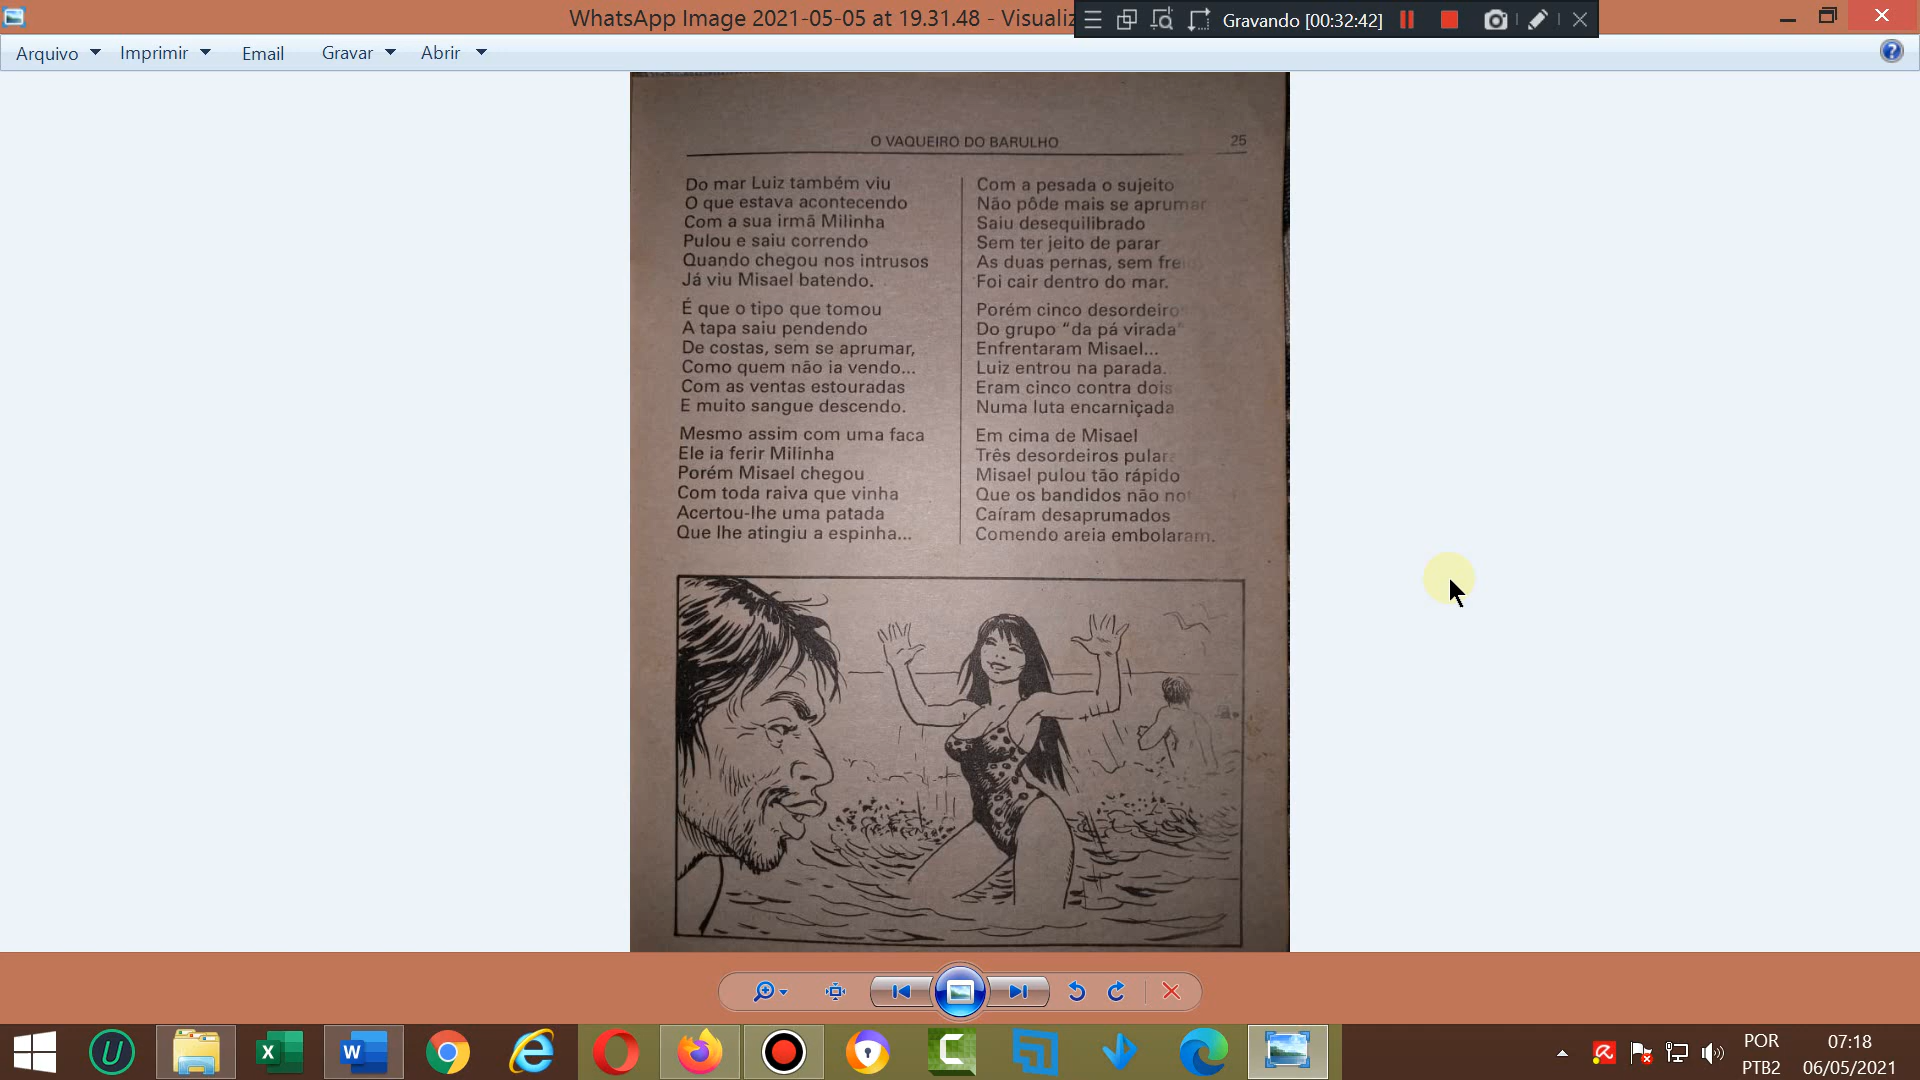 WhatsApp Image 2021-05-05 at 19.31.48 - Visualiz
Gravando [00:32:42]
Arquivo
Imprimir
Email
Gravar
Abrir
O VAQUEIRO DO BARULHO
25
Do mar Luiz também viu
O que estava acontecendo
Com a sua irmã Milinha
Pulou e saiu correndo
Quando chegou nos intrusos
Já viu Misael batendo.
É que o tipo que tomou
A tapa saiu pendendo
De costas, sem se aprumar,
Como quem não ia vendo...
Com as ventas estouradas
E muito sangue descendo.
Mesmo assim com uma faca
Ele ia ferir Milinha
Porém Misael chegou
Com toda raiva que vinha
Acertou-lhe uma patada
Que lhe atingiu a espinha...
Com a pesada o sujeito
Não pôde mais se aprumar
Saiu desequilibrado
Sem ter jeito de parar
As duas pernas, sem
Foi cair dentro do mar.
Porém cinco desordeiro
Do grupo "da pá virada"
Enfrentaram Misael...
Luiz entrou na parada.
Eram cinco contra dois
Numa luta encarniçada
Em cima de Misael
Três desordeiros
Misael pulou tão rápido
Que os bandidos não
Caíram desaprumados
Comendo areia embolaram.
POR
PTB2
07:18
06/05/2021